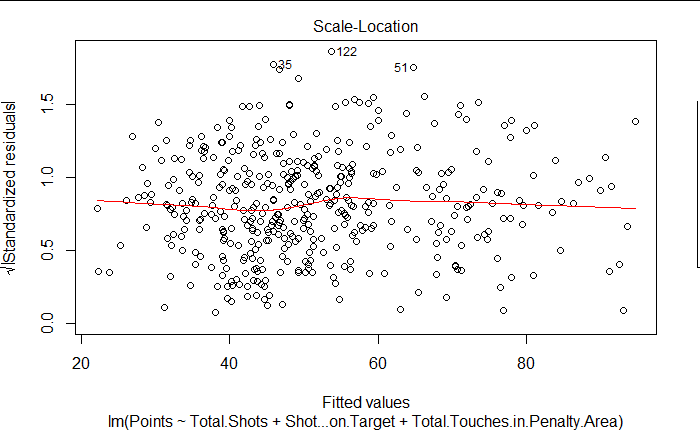 Scale-Location
√|Standardized residuals|
1.5
1.0
0.5
0.0
122
35
51
20 40 60 80
Fitted values
lm(Points ~ Total.Shots + Shot...on.Target + Total.Touches.in.Penalty.Area)